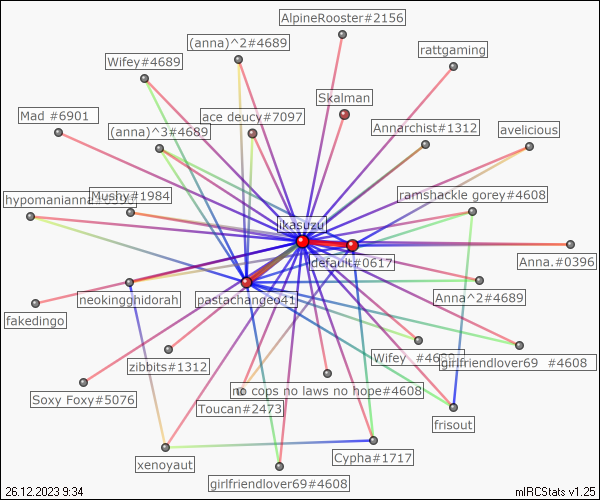 AlpineRooster#2156
(anna)^2#4689
rattgaming
Wifey#4689
Skalman
Mad #6901
ace deucy#7097
(anna)^3#4689
Annarchist#1312
avelicious
hypomanianna
Mushy#1984
ramshackle gorey#4608
ikasuzu
default#0617
Anna.#0396
neokingghidorah
pastachangeo41
Anna^2#4689
fakedingo
zibbits#1312
Wifey #4689
girlfriendlover69 #4608
no cops no laws no hope#4608
Soxy Foxy#5076
Toucan#2473
frisout
xenoyaut
Cypha#1717
girlfriendlover69#4608
26.12.2023 9:34
mIRCStats v1.25